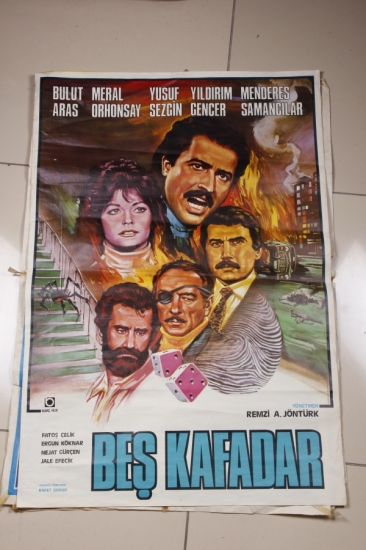 BULUT MERAL YUSUF YILDIRIM MENDERES
ARAS ORHONSAY SEZGİN GENCER SAMANCILAR
YÖNETMEN
REMZİ A. JÖNTÜRK
FATOŞ ÇELİK
ERGUN KÖKNAR
NEJAT GÜRÇEN
JALE EFECİK
BEŞ KAFADAR